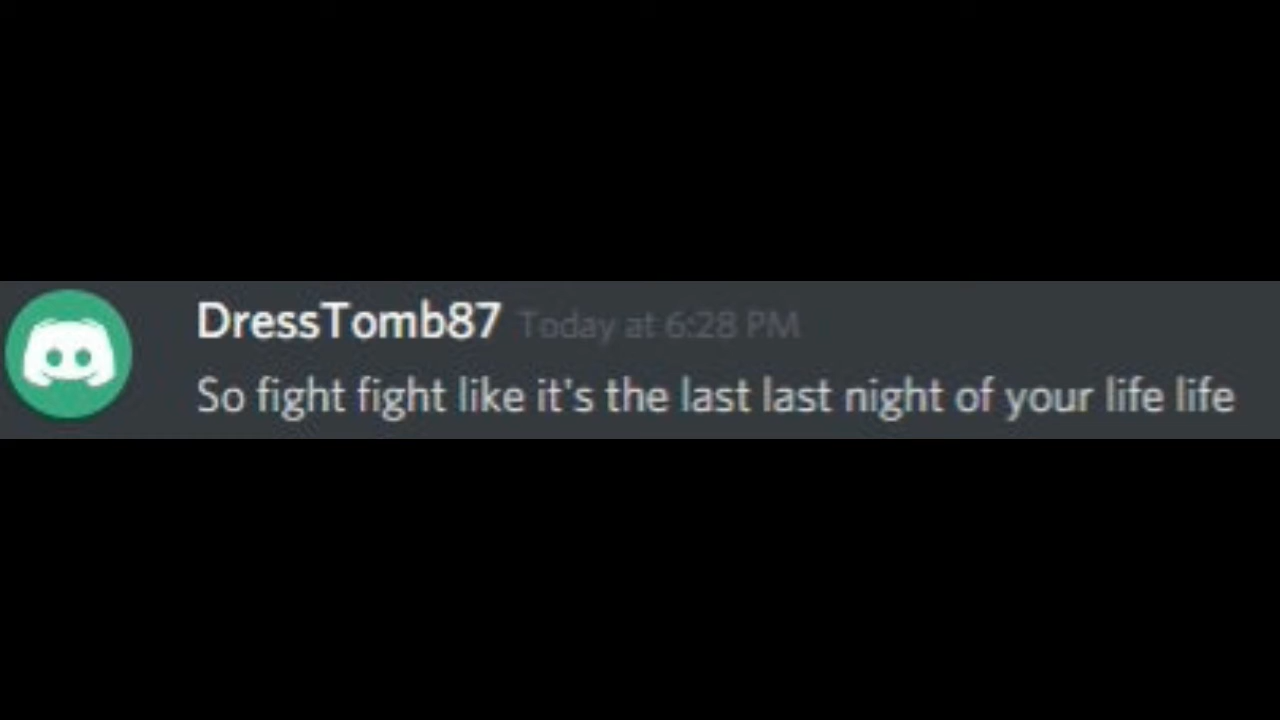 DressTomb87 Today at 6:28 PM
So fight fight like it's the last last night of your life life